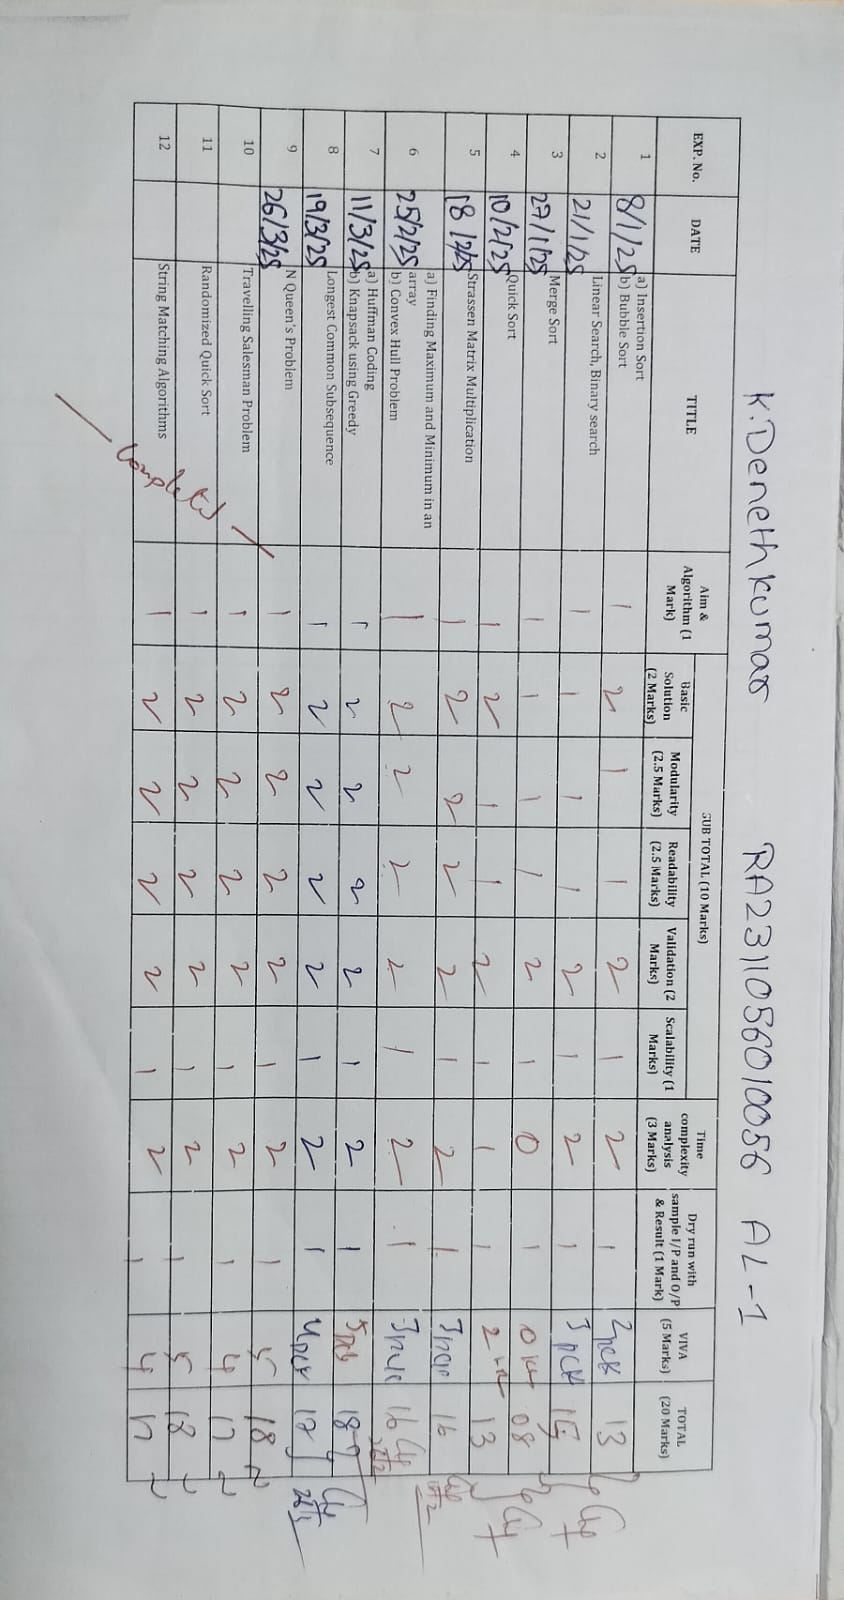 K. Denethkumar RA2311056010056 AL-1
EXP. No. DATE TITLE Aim & Algorithm (1 Mark) SUB TOTAL (10 Marks) Time complexity analysis (3 Marks) Dry run with sample I/P and O/P & Result (1 Mark) VIVA (5 Marks) TOTAL (20 Marks)
Basic Solution (2 Marks) Modularity (2.5 Marks) Readability (2.5 Marks) Validation (2 Marks) Scalability (1 Marks)
1 8/1/25 a) Insertion Sort b) Bubble Sort 1 2 1 1 2 1 2 1 13
2 21/1/25 Linear Search, Binary search 1 1 1 1 2 1 2 1 15
3 27/1/25 Merge Sort 1 1 1 1 2 1 0 1 08
4 10/2/25 Quick Sort 1 2 1 1 2 1 1 1 13
5 18/2/25 Strassen Matrix Multiplication 1 2 2 2 2 1 2 1 16
6 25/2/25 a) Finding Maximum and Minimum in an array b) Convex Hull Problem 1 2 2 2 2 1 2 1 16
7 11/3/25 a) Huffman Coding b) Knapsack using Greedy 1 2 2 2 2 1 2 1 18
8 19/3/25 Longest Common Subsequence 1 2 2 2 2 1 2 1 17
9 26/3/25 N Queen's Problem 1 2 2 2 2 1 2 1 5 18
10 Travelling Salesman Problem 1 2 2 2 2 1 2 1 4 17
11 Randomized Quick Sort 1 2 2 2 2 1 2 1 5 18
12 String Matching Algorithms 1 2 2 2 2 1 2 1 4 17
Completed